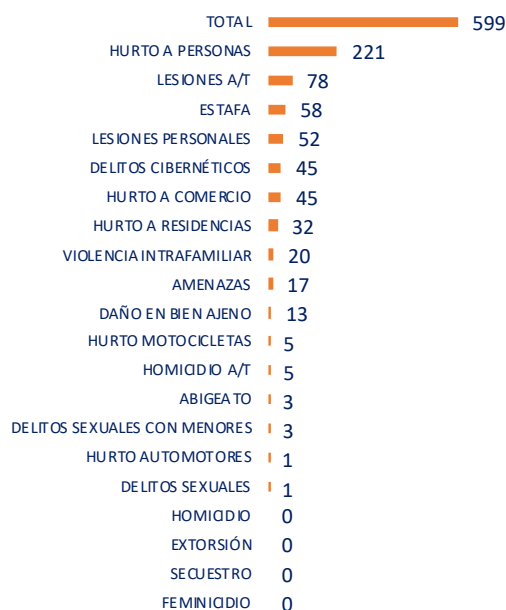 TOTAL 599
HURTO A PERSONAS 221
LESIONES A/T 78
ESTAFA 58
LESIONES PERSONALES 52
DELITOS CIBERNÉTICOS 45
HURTO A COMERCIO 45
HURTO A RESIDENCIAS 32
VIOLENCIA INTRAFAMILIAR 20
AMENAZAS 17
DAÑO EN BIEN AJENO 13
HURTO MOTOCICLETAS 5
HOMICIDIO A/T 5
ABIGEATO 3
DELITOS SEXUALES CON MENORES 3
HURTO AUTOMOTORES 1
DELITOS SEXUALES 1
HOMICIDIO 0
EXTORSIÓN 0
SECUESTRO 0
FEMINICIDIO 0